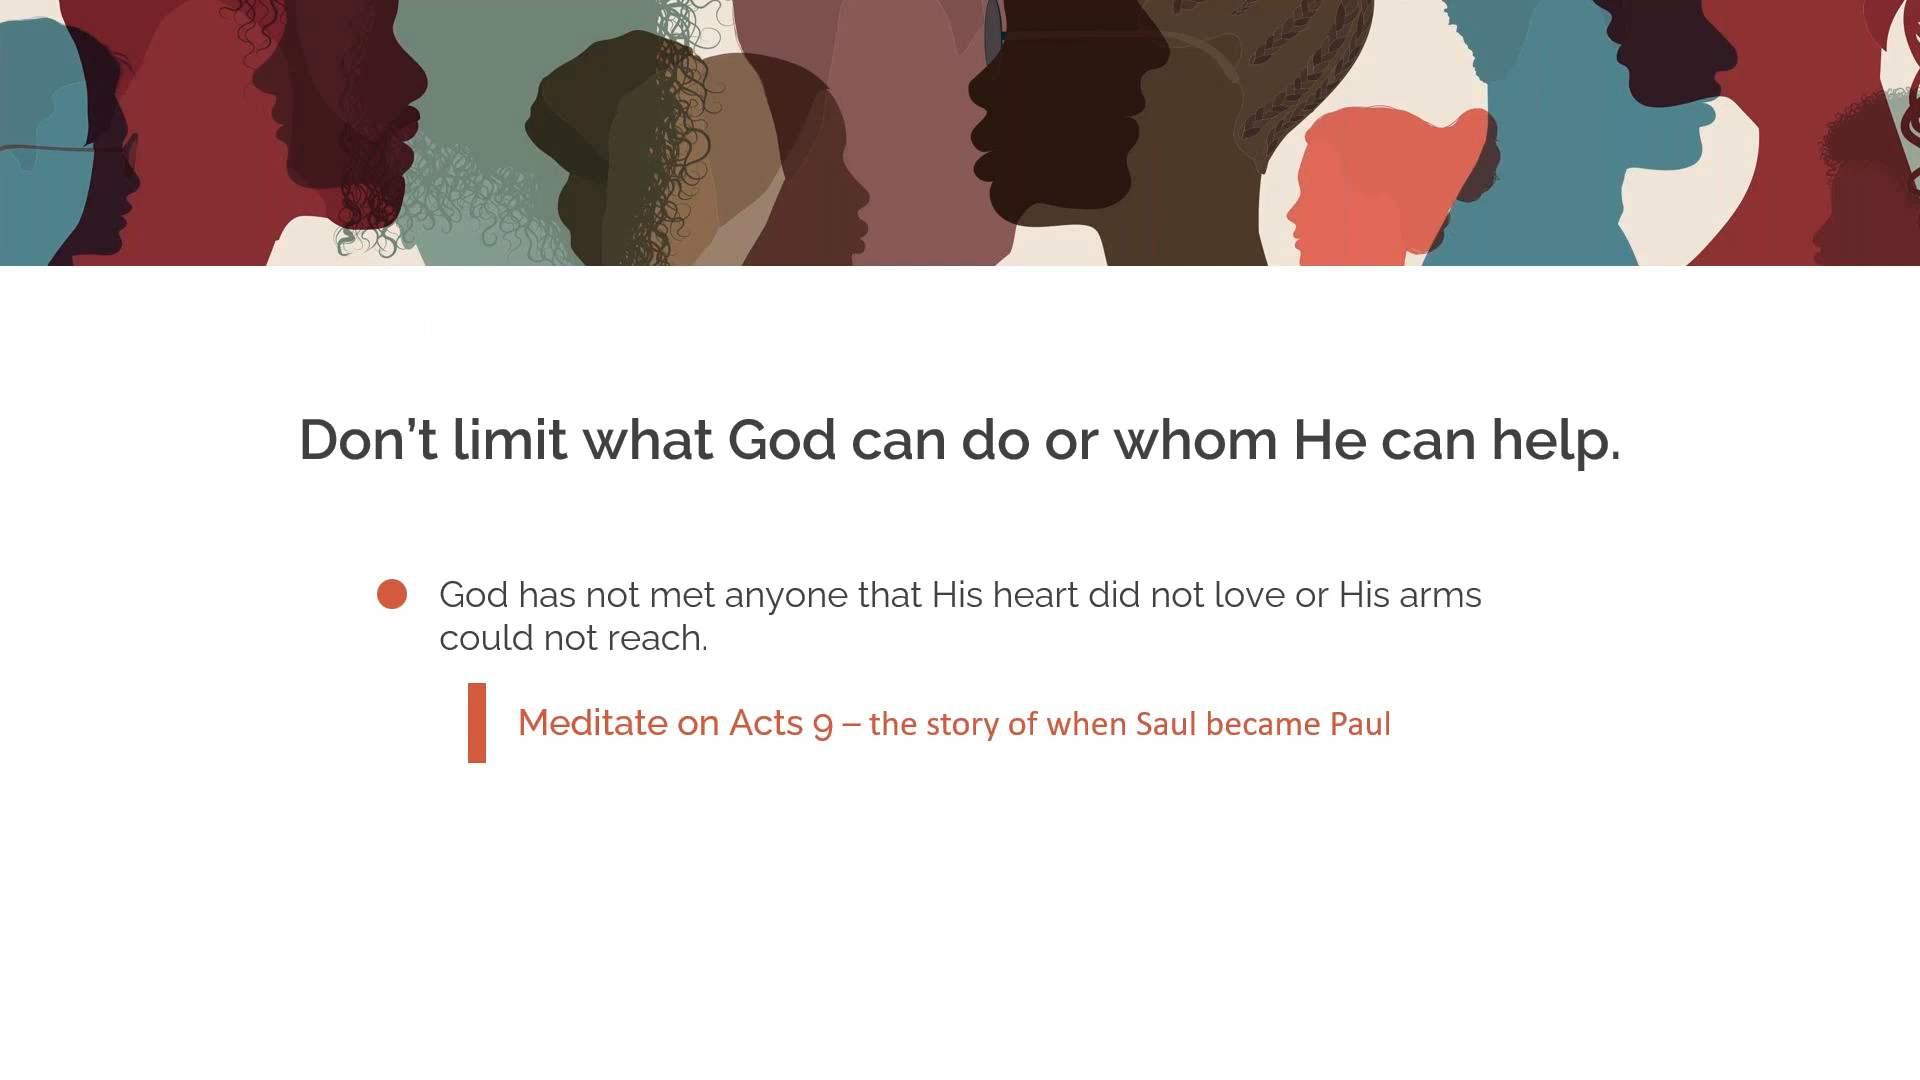 Don’t limit what God can do or whom He can help.
God has not met anyone that His heart did not love or His arms
could not reach.
Meditate on Acts 9 – the story of when Saul became Paul